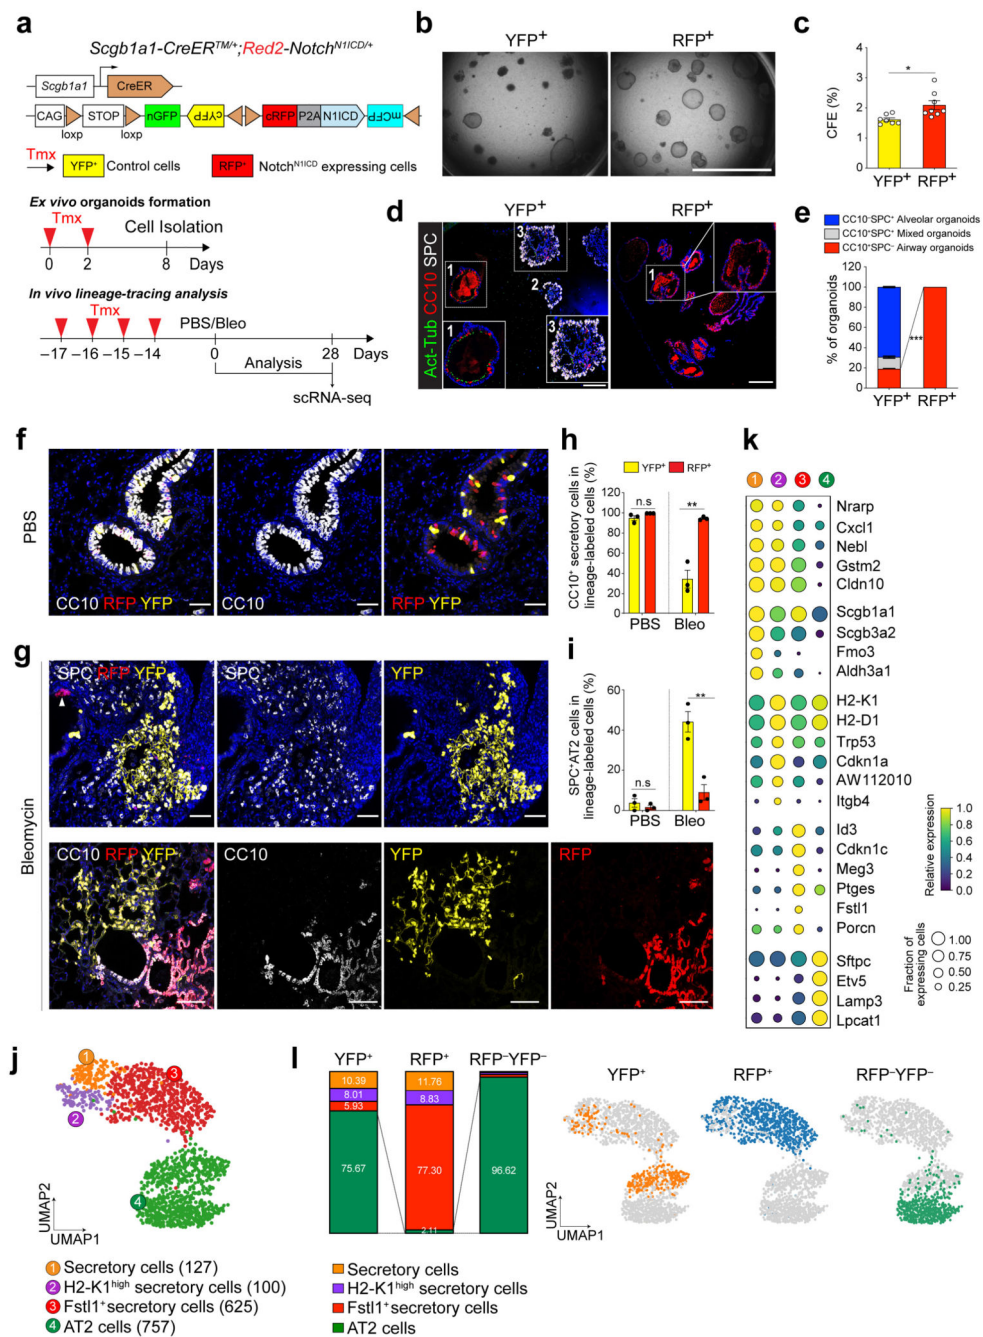 a
Scgb1a1-CreERTM/+;Red2-NotchN1ICD/+
Scgb1a1
CreER
CAG
STOP
nGFP
cYFP
cRFP
P2A
N1ICD
mCFP
loxp
loxp
Tmx
YFP+
Control cells
RFP+
NotchN1ICD expressing cells
Ex vivo organoids formation
Tmx
Cell Isolation
0
2
8
Days
In vivo lineage-tracing analysis
Tmx
PBS/Bleo
−17
−16
−15
−14
0
28
Days
Analysis
scRNA-seq
b
YFP+
RFP+
c
CFE (%)
4
3
2
1
0
*
YFP+
RFP+
d
YFP+
RFP+
Act-Tub CC10 SPC
1
1
2
3
3
1
e
CC10−SPC+ Alveolar organoids
CC10+SPC+ Mixed organoids
CC10+SPC− Airway organoids
% of organoids
100
80
60
40
20
0
***
YFP+
RFP+
f
PBS
CC10 RFP YFP
CC10
RFP YFP
g
Bleomycin
SPC RFP YFP
SPC
YFP
CC10 RFP YFP
CC10
YFP
RFP
h
YFP+
RFP+
CC10+ secretory cells in
lineage-labeled cells (%)
120
100
80
60
40
20
0
n.s
**
PBS
Bleo
i
SPC+AT2 cells in
lineage-labeled cells (%)
60
40
20
0
n.s
**
PBS
Bleo
k
1
2
3
4
Nrarp
Cxcl1
Nebl
Gstm2
Cldn10
Scgb1a1
Scgb3a2
Fmo3
Aldh3a1
H2-K1
H2-D1
Trp53
Cdkn1a
AW112010
Itgb4
Id3
Cdkn1c
Meg3
Ptges
Fstl1
Porcn
Sftpc
Etv5
Lamp3
Lpcat1
Relative expression
1.0
0.8
0.6
0.4
0.2
0.0
Fraction of
expressing cells
1.00
0.75
0.50
0.25
j
1
2
3
4
UMAP2
UMAP1
1 Secretory cells (127)
2 H2-K1high secretory cells (100)
3 Fstl1+secretory cells (625)
4 AT2 cells (757)
l
YFP+
RFP+
RFP−YFP−
10.39
8.01
5.93
75.67
11.76
8.83
77.30
2.11
96.62
Secretory cells
H2-K1high secretory cells
Fstl1+secretory cells
AT2 cells
YFP+
RFP+
RFP−YFP−
UMAP2
UMAP1